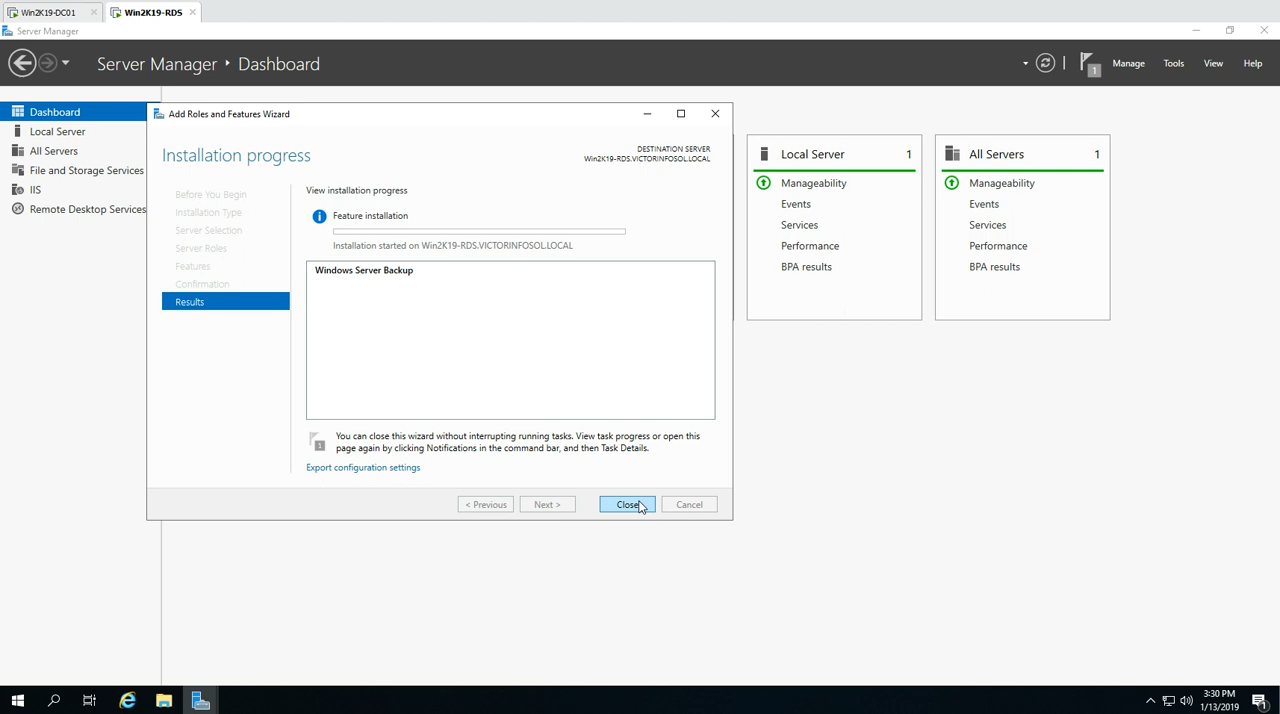 Win2K19-DC01
Win2K19-RDS
Server Manager
Server Manager
Dashboard
1
Manage
Tools
View
Help
Dashboard
Local Server
All Servers
File and Storage Services
IIS
Remote Desktop Services
Add Roles and Features Wizard
Installation progress
DESTINATION SERVER
Win2K19-RDS.VICTORINFOSOL.LOCAL
Before You Begin
Installation Type
Server Selection
Server Roles
Features
Confirmation
Results
View installation progress
Feature installation
Installation started on Win2K19-RDS.VICTORINFOSOL.LOCAL
Windows Server Backup
1
You can close this wizard without interrupting running tasks. View task progress or open this
page again by clicking Notifications in the command bar, and then Task Details.
Export configuration settings
< Previous
Next >
Close
Cancel
Local Server 1
Manageability
Events
Services
Performance
BPA results
All Servers 1
Manageability
Events
Services
Performance
BPA results
3:30 PM
1/13/2019
1